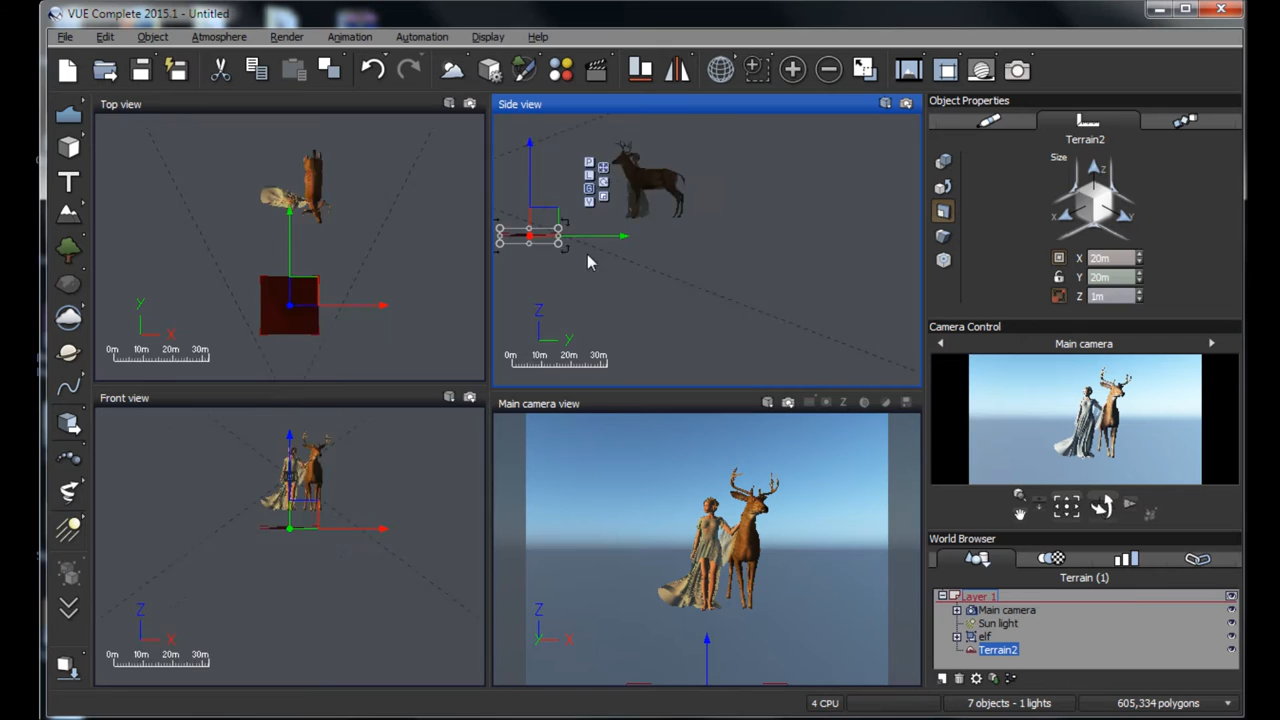 VUE Complete 2015.1 - Untitled
File Edit Object Atmosphere Render Animation Automation Display Help
Top view
Side view
Object Properties
Terrain2
Size
Z
X Y
X 20m
Y 20m
Z 1m
P
L
G
V
Y
X
0m 10m 20m 30m
Z
Y
0m 10m 20m 30m
Camera Control
Main camera
Front view
Main camera view
Z
Z
X
0m 10m 20m 30m
Z
Y X
World Browser
Terrain (1)
Layer 1
Main camera
Sun light
elf
Terrain2
4 CPU
7 objects - 1 lights
605,334 polygons